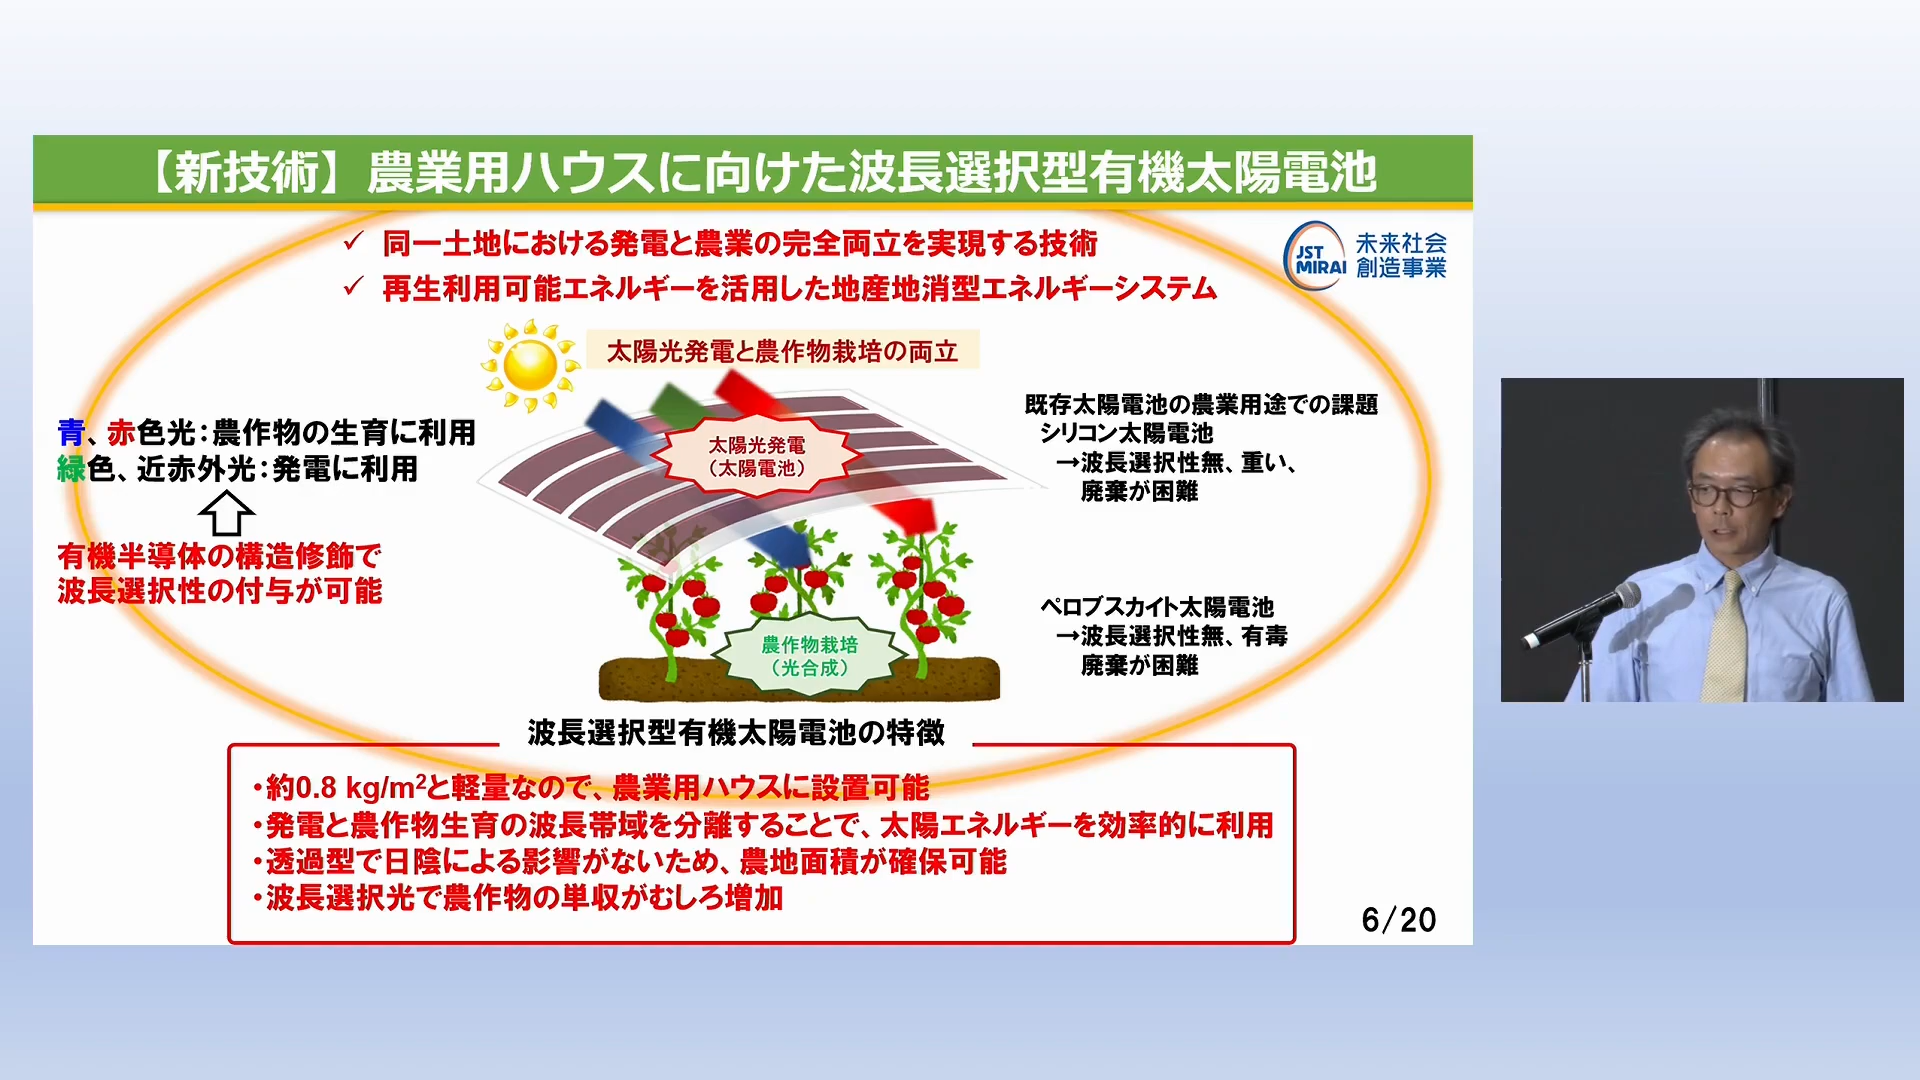 【新技術】農業用ハウスに向けた波長選択型有機太陽電池
✓ 同一土地における発電と農業の完全両立を実現する技術
✓ 再生利用可能エネルギーを活用した地産地消型エネルギーシステム
JST MIRAI
未来社会
創造事業
太陽光発電と農作物栽培の両立
太陽光発電
（太陽電池）
青、赤色光：農作物の生育に利用
緑色、近赤外光：発電に利用
有機半導体の構造修飾で
波長選択性の付与が可能
既存太陽電池の農業用途での課題
シリコン太陽電池
→波長選択性無、重い、
廃棄が困難
ペロブスカイト太陽電池
→波長選択性無、有毒
廃棄が困難
農作物栽培
（光合成）
波長選択型有機太陽電池の特徴
・約0.8 kg/m²と軽量なので、農業用ハウスに設置可能
・発電と農作物生育の波長帯域を分離することで、太陽エネルギーを効率的に利用
・透過型で日陰による影響がないため、農地面積が確保可能
・波長選択光で農作物の単収がむしろ増加
6/20